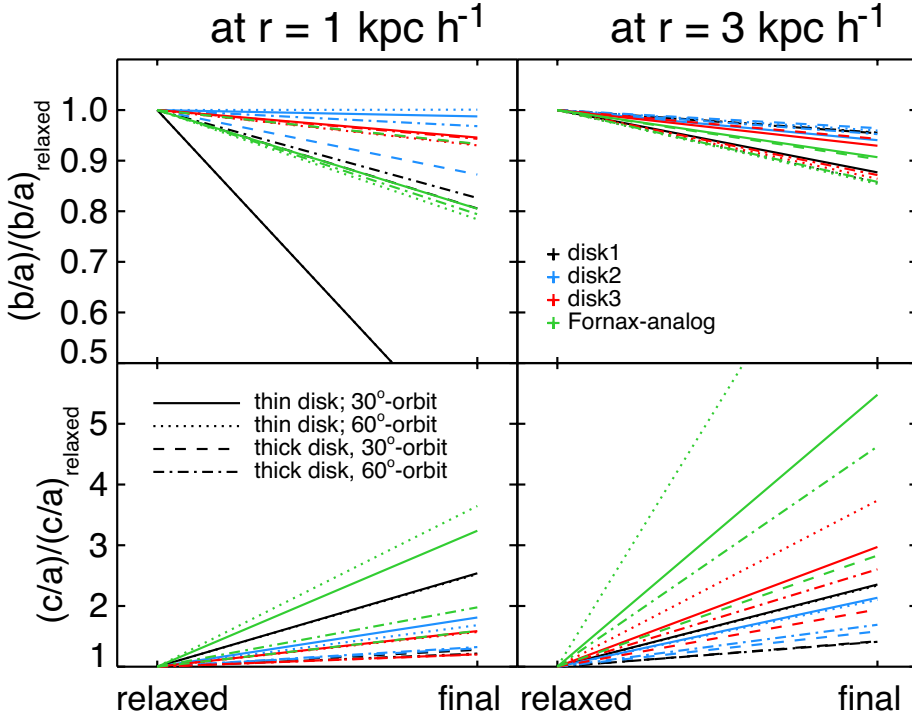 at r = 1 kpc h⁻¹
at r = 3 kpc h⁻¹
(b/a)/(b/a)relaxed
1.0
0.9
0.8
0.7
0.6
0.5
disk1
disk2
disk3
Fornax-analog
(c/a)/(c/a)relaxed
5
4
3
2
1
thin disk; 30°-orbit
thin disk; 60°-orbit
thick disk, 30°-orbit
thick disk, 60°-orbit
relaxed
final
relaxed
final